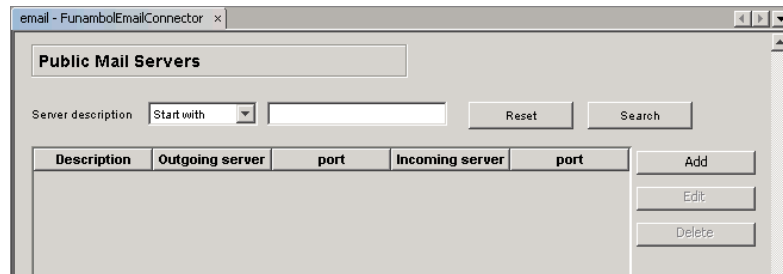 email - FunambolEmailConnector ×
Public Mail Servers
Server description Start with Reset Search
Description Outgoing server port Incoming server port Add
Edit
Delete